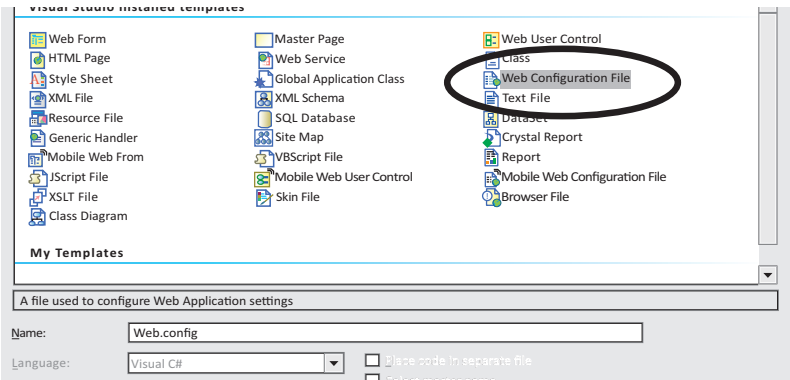 Visual Studio installed templates
Web Form Master Page Web User Control
HTML Page Web Service Class
Style Sheet Global Application Class Web Configuration File
XML File XML Schema Text File
Resource File SQL Database DataSet
Generic Handler Site Map Crystal Report
Mobile Web From VBScript File Report
JScript File Mobile Web User Control Mobile Web Configuration File
XSLT File Skin File Browser File
Class Diagram
My Templates
A file used to configure Web Application settings
Name: Web.config
Language: Visual C# Place code in separate file